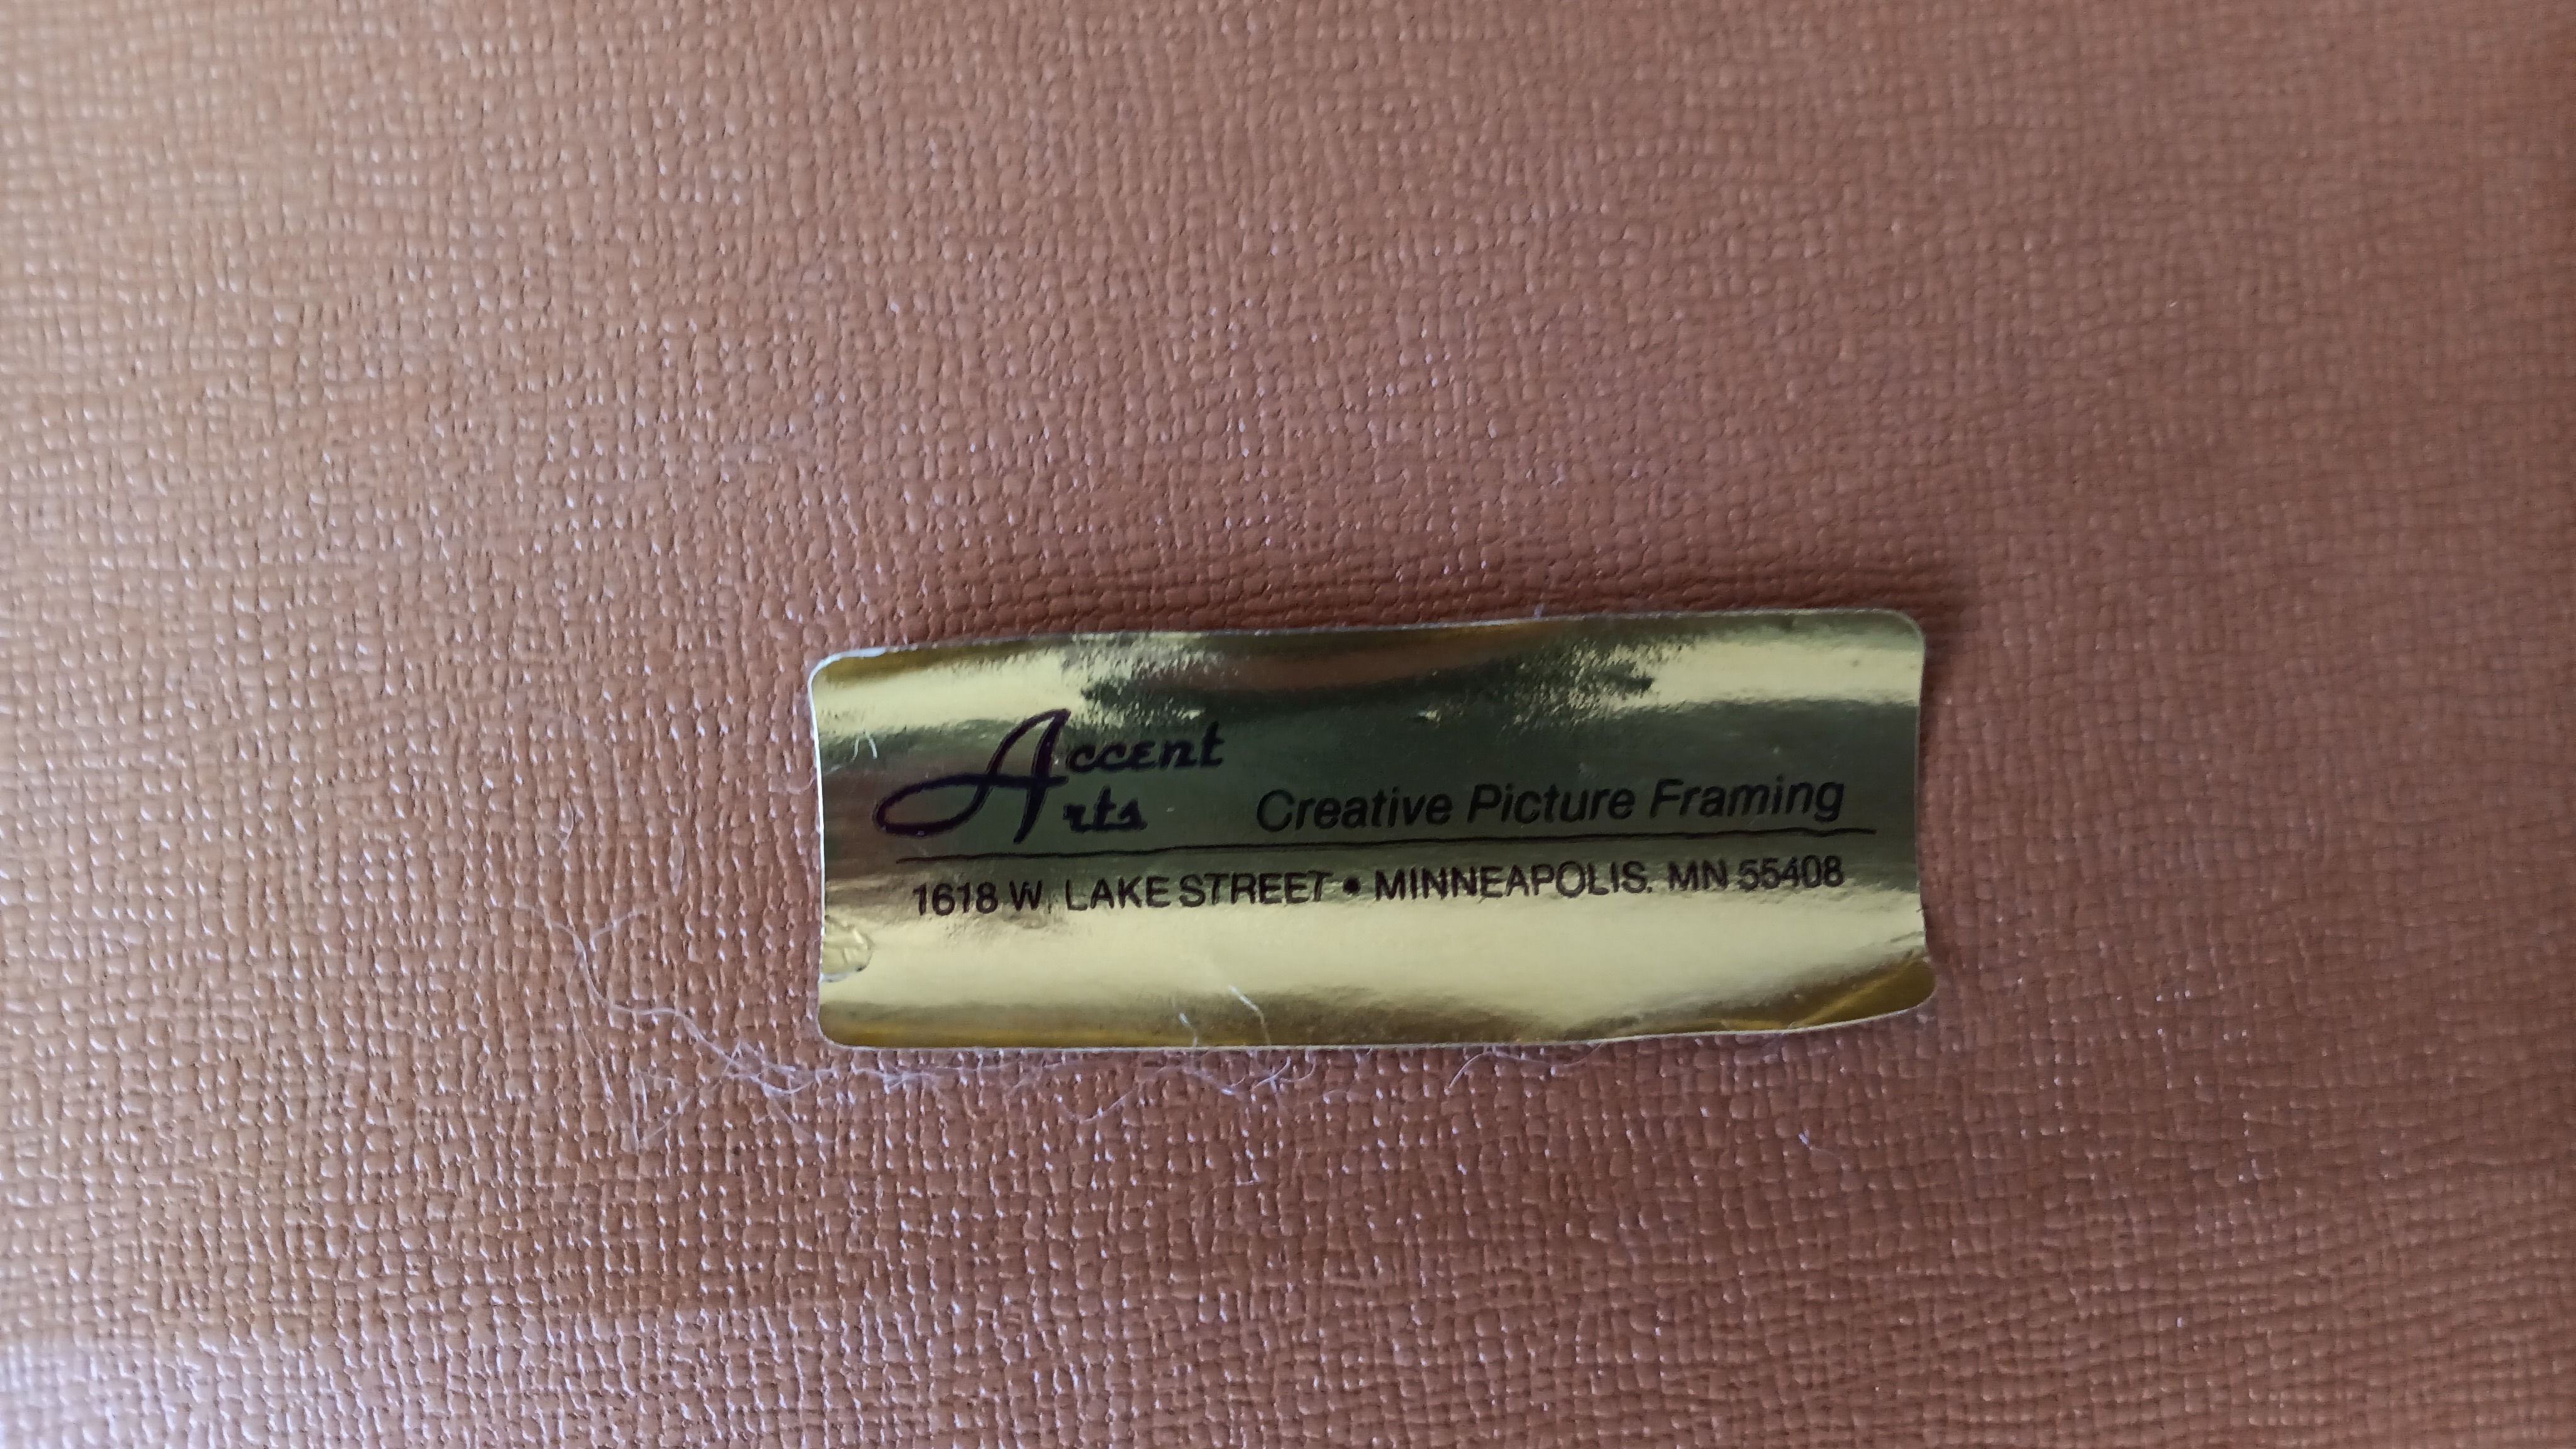 Accent
Arts Creative Picture Framing
1618 W. LAKE STREET • MINNEAPOLIS. MN 55408